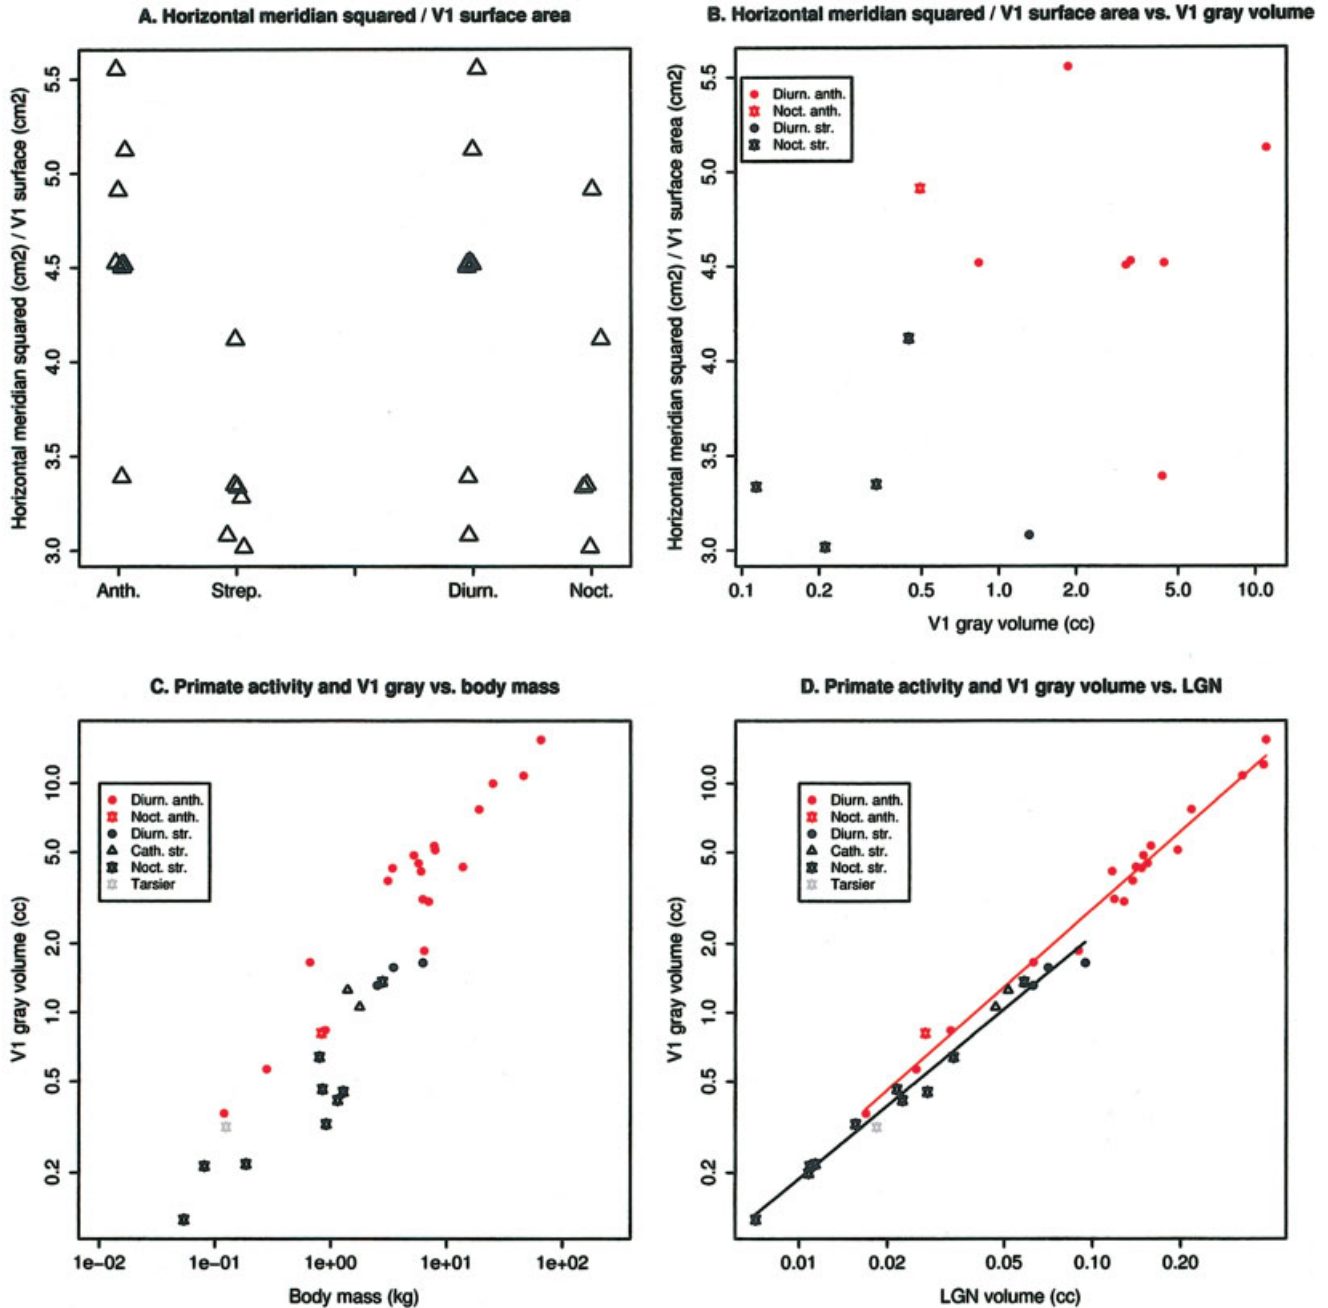 A. Horizontal meridian squared / V1 surface area
Horizontal meridian squared (cm2) / V1 surface (cm2)
5.5
5.0
4.5
4.0
3.5
3.0
Anth.
Strep.
Diurn.
Noct.
B. Horizontal meridian squared / V1 surface area vs. V1 gray volume
Horizontal meridian squared (cm2) / V1 surface area (cm2)
5.5
5.0
4.5
4.0
3.5
3.0
Diurn. anth.
Noct. anth.
Diurn. str.
Noct. str.
0.1
0.2
0.5
1.0
2.0
5.0
10.0
V1 gray volume (cc)
C. Primate activity and V1 gray vs. body mass
V1 gray volume (cc)
10.0
5.0
2.0
1.0
0.5
0.2
Diurn. anth.
Noct. anth.
Diurn. str.
Cath. str.
Noct. str.
Tarsier
1e−02
1e−01
1e+00
1e+01
1e+02
Body mass (kg)
D. Primate activity and V1 gray volume vs. LGN
V1 gray volume (cc)
10.0
5.0
2.0
1.0
0.5
0.2
Diurn. anth.
Noct. anth.
Diurn. str.
Cath. str.
Noct. str.
Tarsier
0.01
0.02
0.05
0.10
0.20
LGN volume (cc)